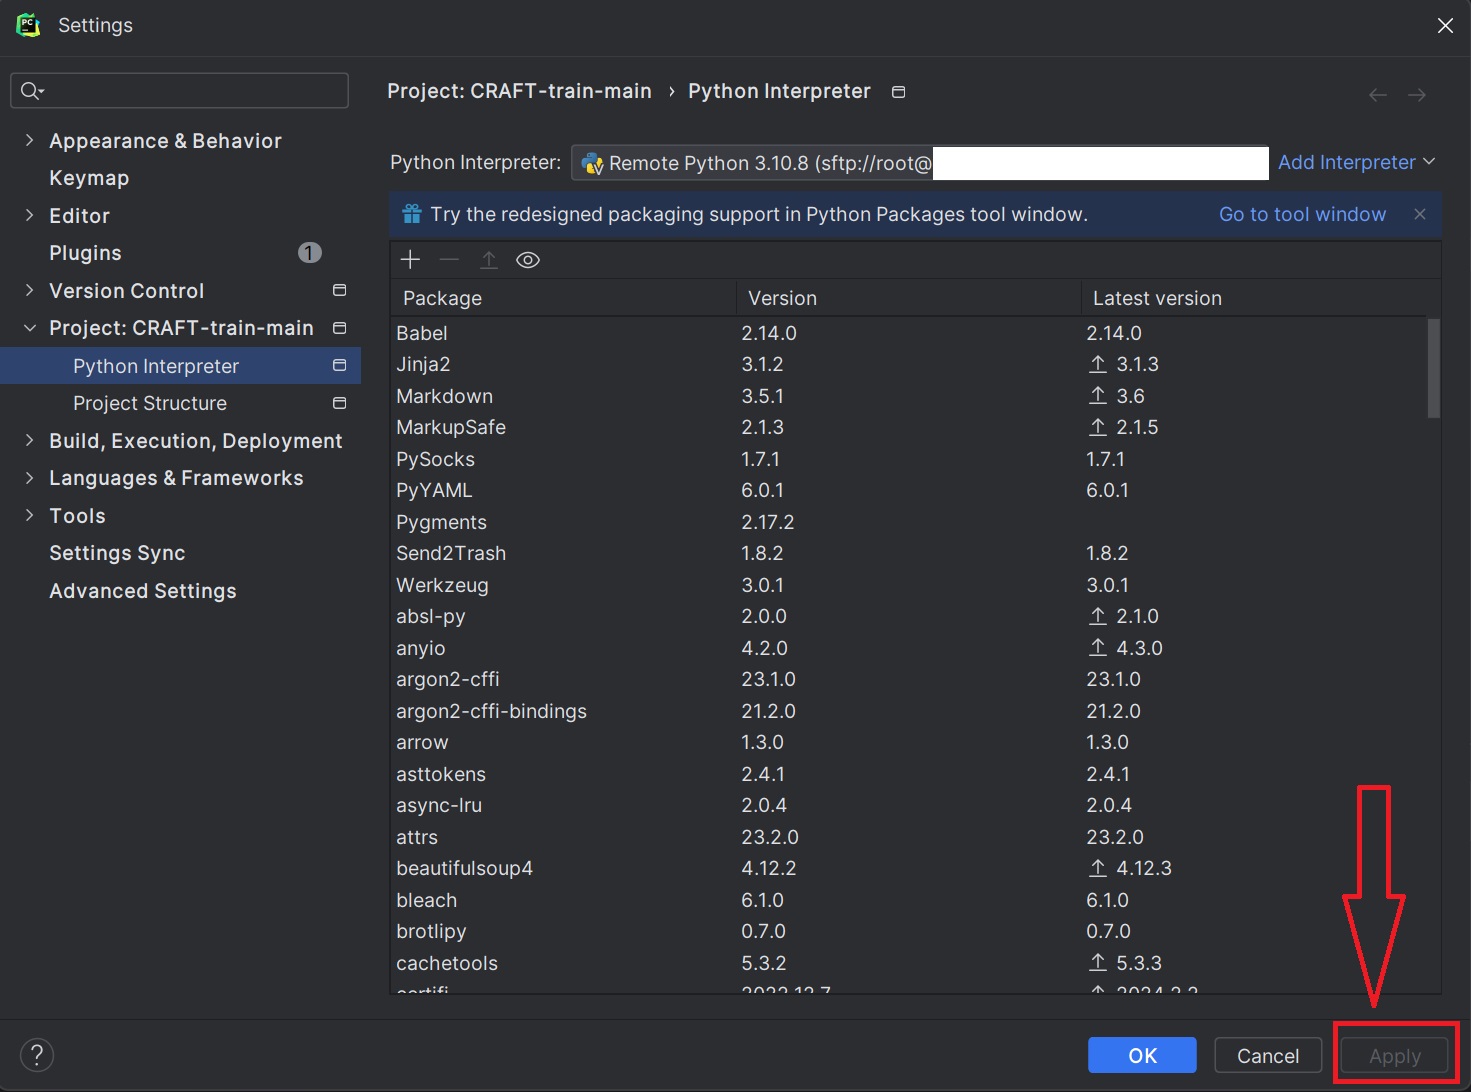 Settings
Project: CRAFT-train-main › Python Interpreter
Appearance & Behavior
Keymap
Editor
Plugins 1
Version Control
Project: CRAFT-train-main
Python Interpreter
Project Structure
Build, Execution, Deployment
Languages & Frameworks
Tools
Settings Sync
Advanced Settings
Python Interpreter: Remote Python 3.10.8 (sftp://root@ Add Interpreter
Try the redesigned packaging support in Python Packages tool window. Go to tool window
Package Version Latest version
Babel 2.14.0 2.14.0
Jinja2 3.1.2 3.1.3
Markdown 3.5.1 3.6
MarkupSafe 2.1.3 2.1.5
PySocks 1.7.1 1.7.1
PyYAML 6.0.1 6.0.1
Pygments 2.17.2
Send2Trash 1.8.2 1.8.2
Werkzeug 3.0.1 3.0.1
absl-py 2.0.0 2.1.0
anyio 4.2.0 4.3.0
argon2-cffi 23.1.0 23.1.0
argon2-cffi-bindings 21.2.0 21.2.0
arrow 1.3.0 1.3.0
asttokens 2.4.1 2.4.1
async-lru 2.0.4 2.0.4
attrs 23.2.0 23.2.0
beautifulsoup4 4.12.2 4.12.3
bleach 6.1.0 6.1.0
brotlipy 0.7.0 0.7.0
cachetools 5.3.2 5.3.3
certifi
? OK Cancel Apply